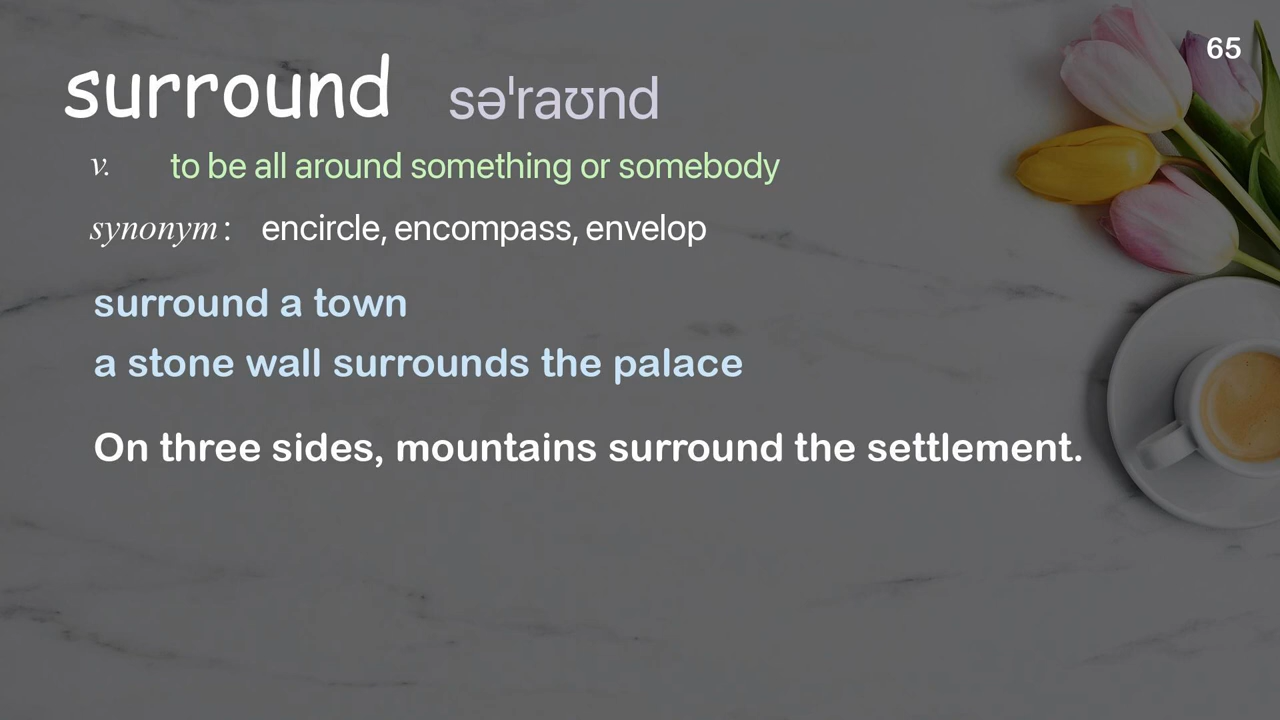 65
surround səˈraʊnd
v. to be all around something or somebody
synonym: encircle, encompass, envelop
surround a town
a stone wall surrounds the palace
On three sides, mountains surround the settlement.